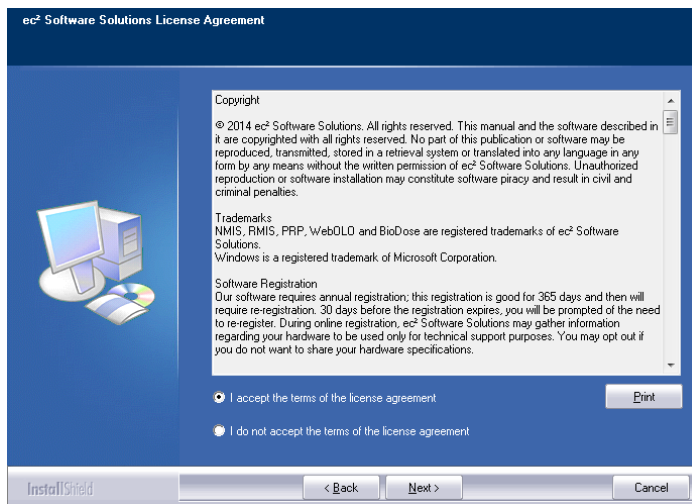 ec² Software Solutions License Agreement
Copyright
© 2014 ec² Software Solutions. All rights reserved. This manual and the software described in
it are copyrighted with all rights reserved. No part of this publication or software may be
reproduced, transmitted, stored in a retrieval system or translated into any language in any
form by any means without the written permission of ec² Software Solutions. Unauthorized
reproduction or software installation may constitute software piracy and result in civil and
criminal penalties.
Trademarks
NMIS, RMIS, PRP, WebOLO and BioDose are registered trademarks of ec² Software
Solutions.
Windows is a registered trademark of Microsoft Corporation.
Software Registration
Our software requires annual registration; this registration is good for 365 days and then will
require re-registration. 30 days before the registration expires, you will be prompted of the need
to re-register. During online registration, ec² Software Solutions may gather information
regarding your hardware to be used only for technical support purposes. You may opt out if
you do not want to share your hardware specifications.
I accept the terms of the license agreement
Print
I do not accept the terms of the license agreement
InstallShield
< Back
Next >
Cancel